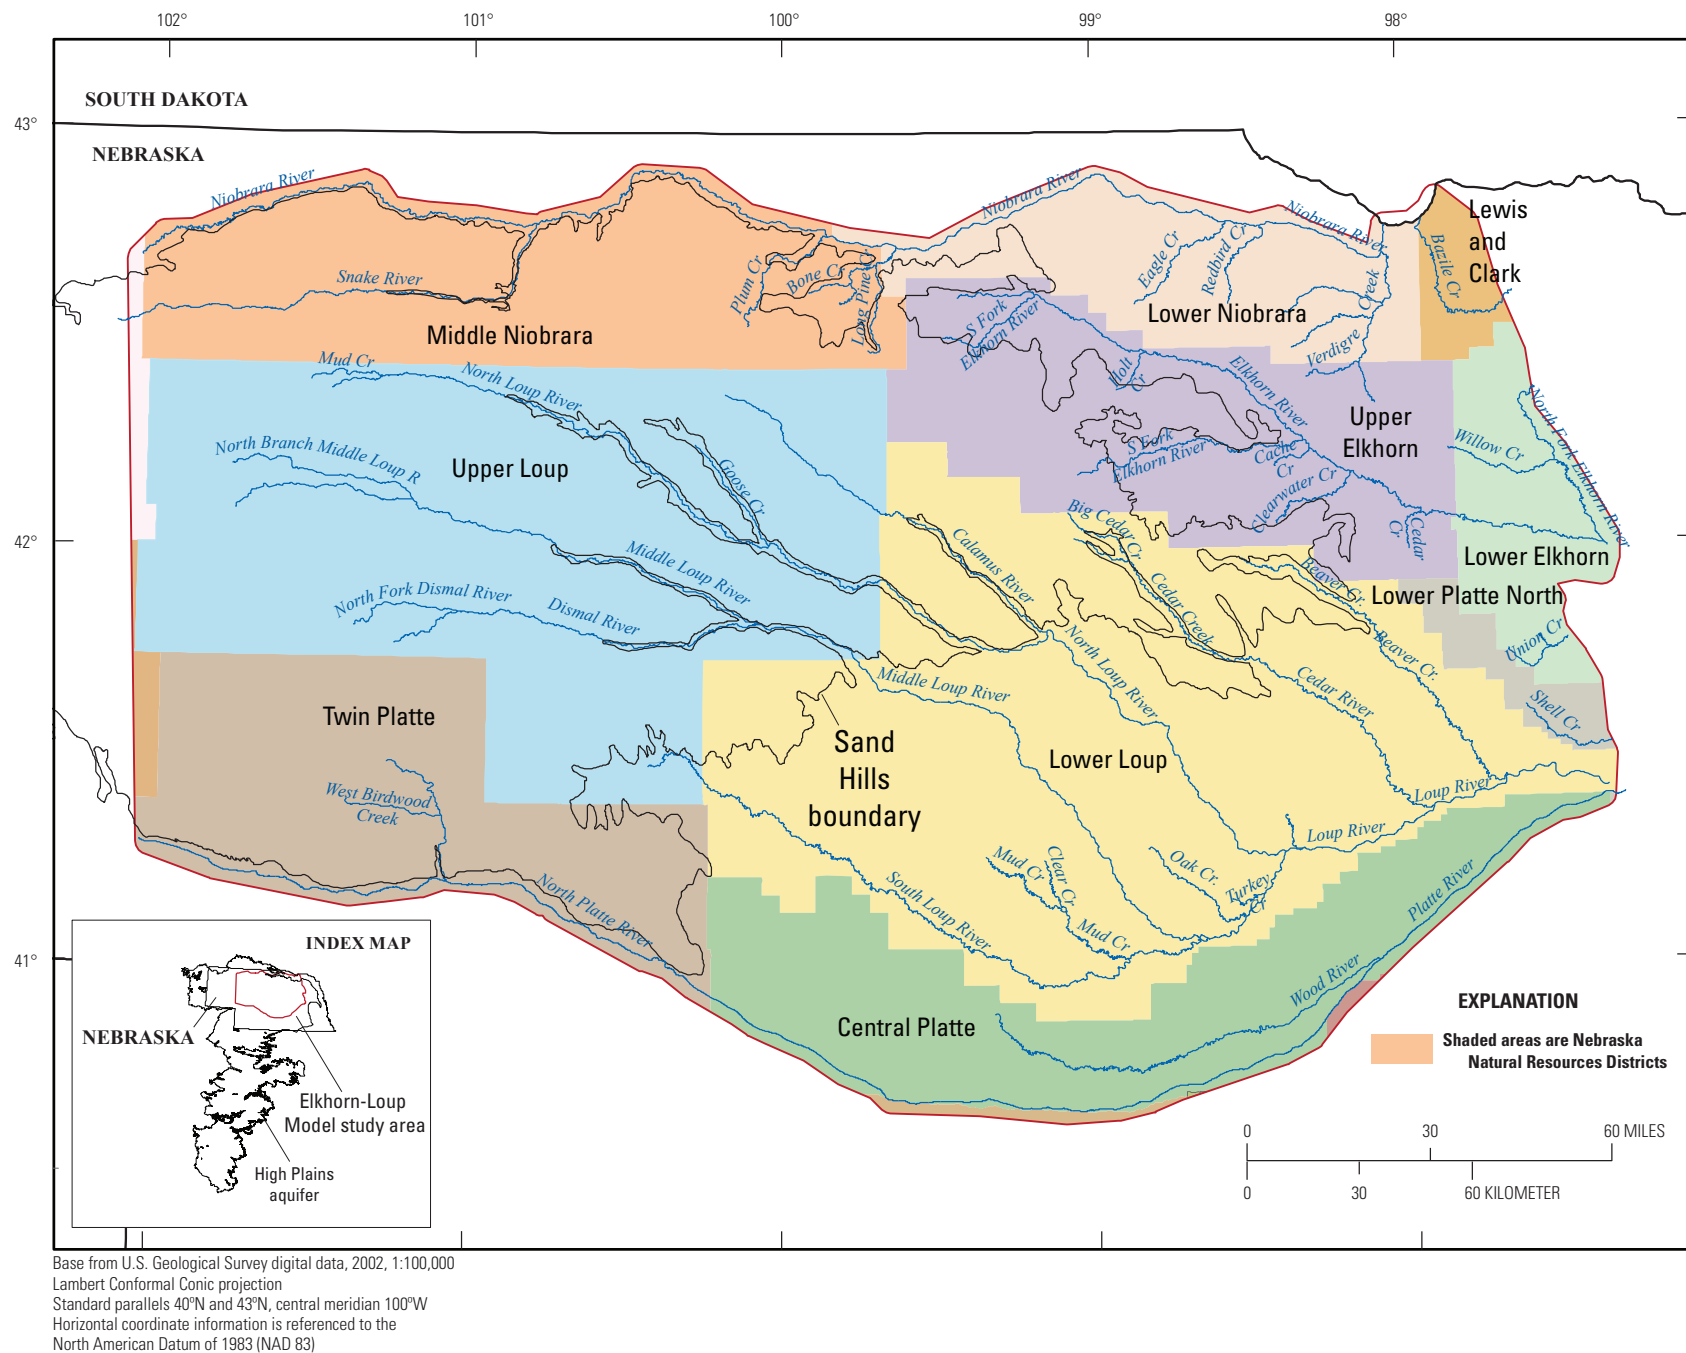 102°
101°
100°
99°
98°
43°
42°
41°
SOUTH DAKOTA
NEBRASKA
Niobrara River
Niobrara River
Niobrara River
Lewis
and
Clark
Bazile Cr
Snake River
Plum Cr
Bone Cr
Long Pine Cr
Eagle Cr
Redbird Cr
Creek
Verdigre
Middle Niobrara
Lower Niobrara
S Fork
Elkhorn River
Holt
Cr
Elkhorn River
Mud Cr
North Loup River
North Branch Middle Loup R
Upper Loup
Goose Cr
Upper
Elkhorn
S Fork
Elkhorn River
Cache
Cr
Clearwater Cr
Willow Cr
North Fork Elkhorn River
Cedar
Cr
Big Cedar
Cr
Calamus River
Middle Loup River
North Fork Dismal River
Dismal River
Lower Elkhorn
Beaver Cr.
Lower Platte North
Cedar Creek
Beaver Cr.
Union Cr
North Loup River
Middle Loup River
Cedar River
Shell Cr
Twin Platte
Sand
Hills
boundary
Lower Loup
West Birdwood
Creek
Loup River
Loup River
Mud Cr
Clear Cr
Oak Cr.
Turkey
Cr
South Loup River
Mud Cr
Platte River
North Platte River
Wood River
Central Platte
INDEX MAP
NEBRASKA
Elkhorn-Loup
Model study area
High Plains
aquifer
EXPLANATION
Shaded areas are Nebraska
Natural Resources Districts
0 30 60 MILES
0 30 60 KILOMETER
Base from U.S. Geological Survey digital data, 2002, 1:100,000
Lambert Conformal Conic projection
Standard parallels 40°N and 43°N, central meridian 100°W
Horizontal coordinate information is referenced to the
North American Datum of 1983 (NAD 83)